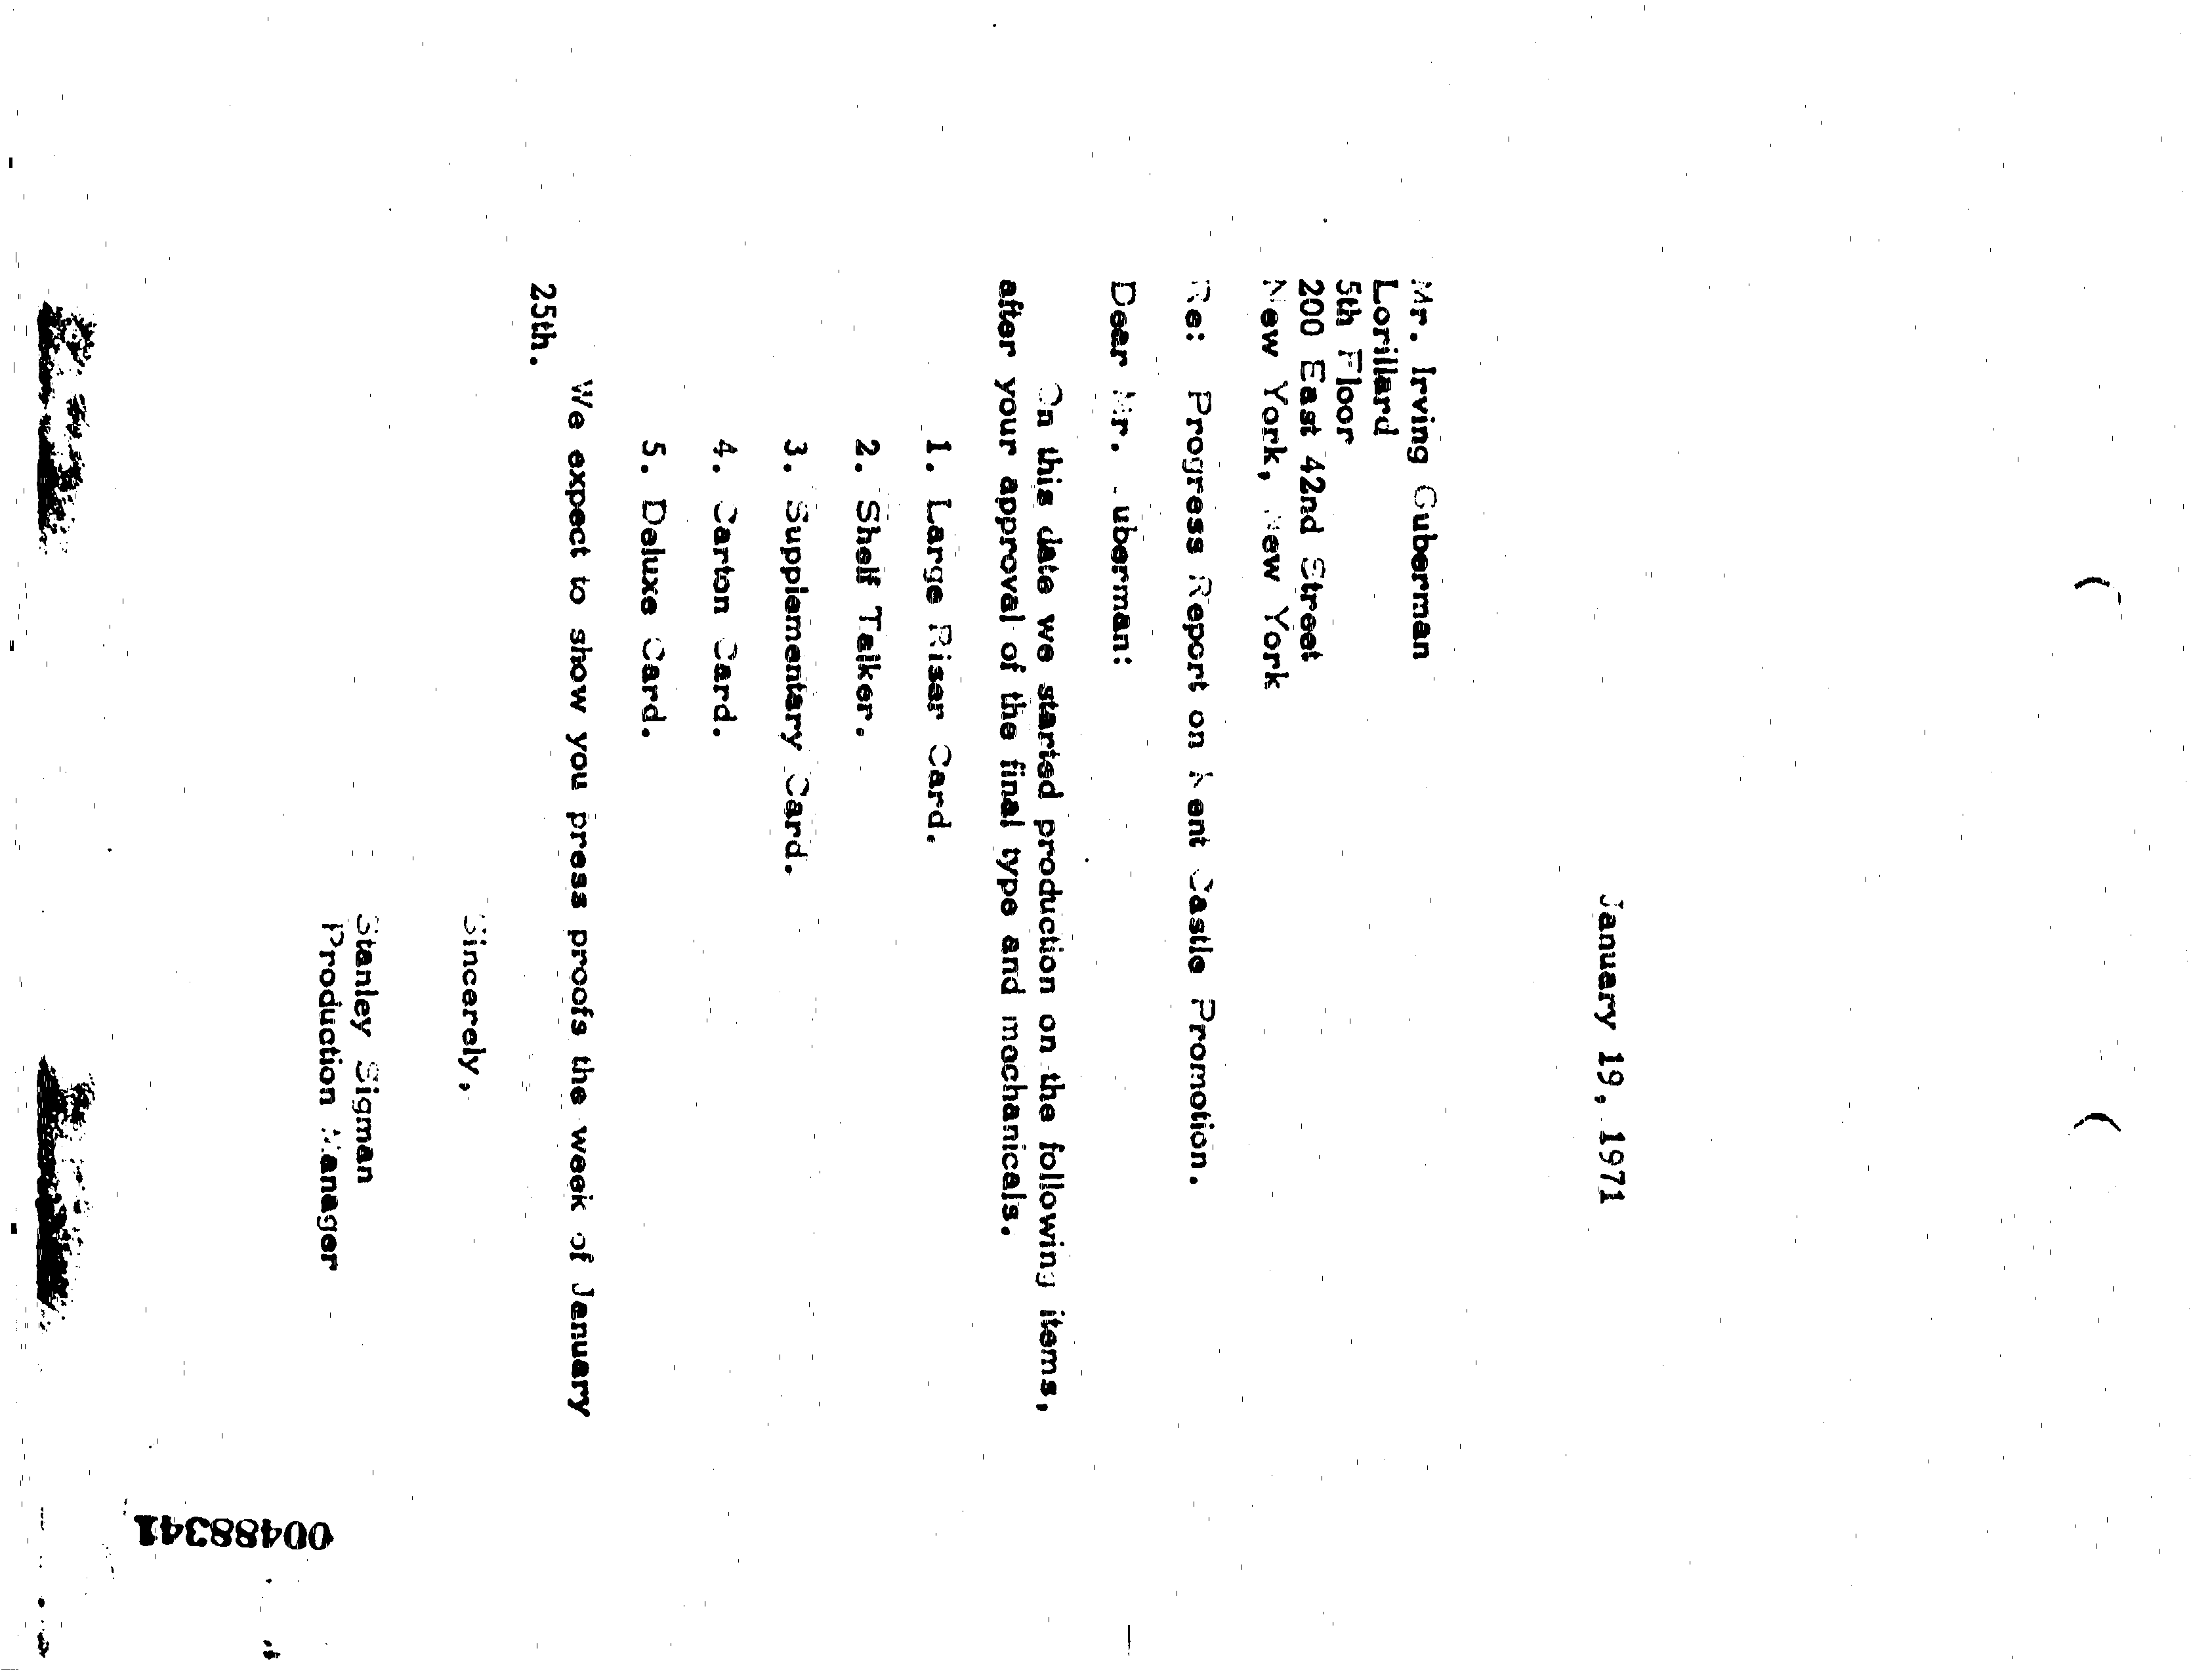 January 19, 1971
Mr. Irving Guberman
Lorillard
5th Floor
200 East 42nd Street
New York, New York
Re: Progress Report on Kent Castle Promotion.
Dear Mr. Guberman:
On this date we started production on the following items,
after your approval of the final type and mechanicals.
1. Large Riser Card.
2. Shelf Talker.
3. Supplementary Card.
4. Carton Card.
5. Deluxe Card.
We expect to show you press proofs the week of January
25th.
Sincerely,
Stanley Sigman
Production Manager
00488341